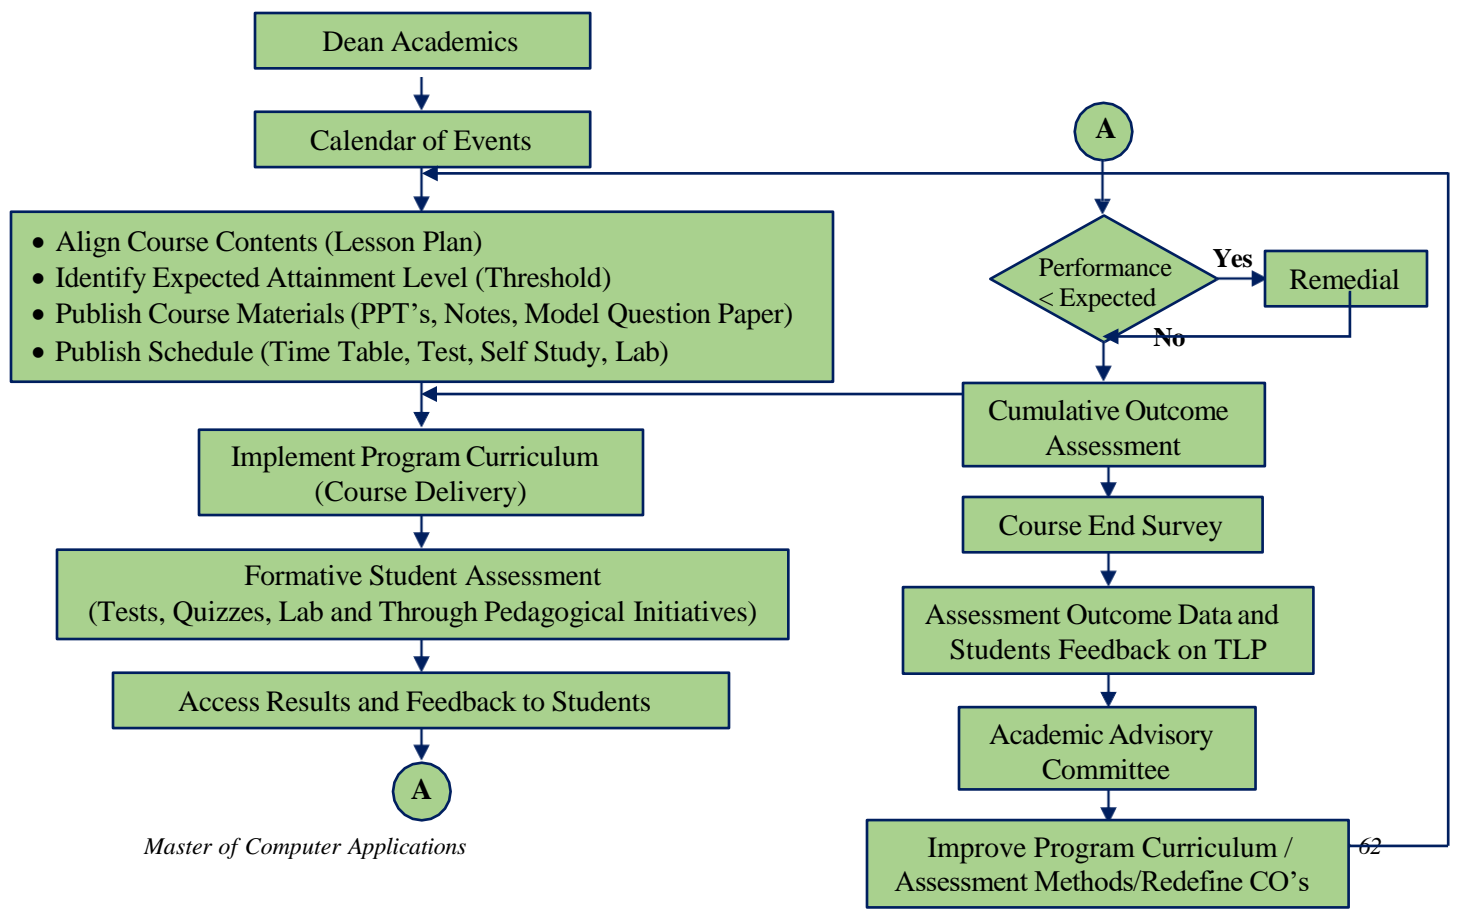 Dean Academics
Calendar of Events
• Align Course Contents (Lesson Plan)
• Identify Expected Attainment Level (Threshold)
• Publish Course Materials (PPT’s, Notes, Model Question Paper)
• Publish Schedule (Time Table, Test, Self Study, Lab)
Implement Program Curriculum
(Course Delivery)
Formative Student Assessment
(Tests, Quizzes, Lab and Through Pedagogical Initiatives)
Access Results and Feedback to Students
A
A
Performance
< Expected
Yes
Remedial
No
Cumulative Outcome
Assessment
Course End Survey
Assessment Outcome Data and
Students Feedback on TLP
Academic Advisory
Committee
Improve Program Curriculum /
Assessment Methods/Redefine CO’s
Master of Computer Applications
62